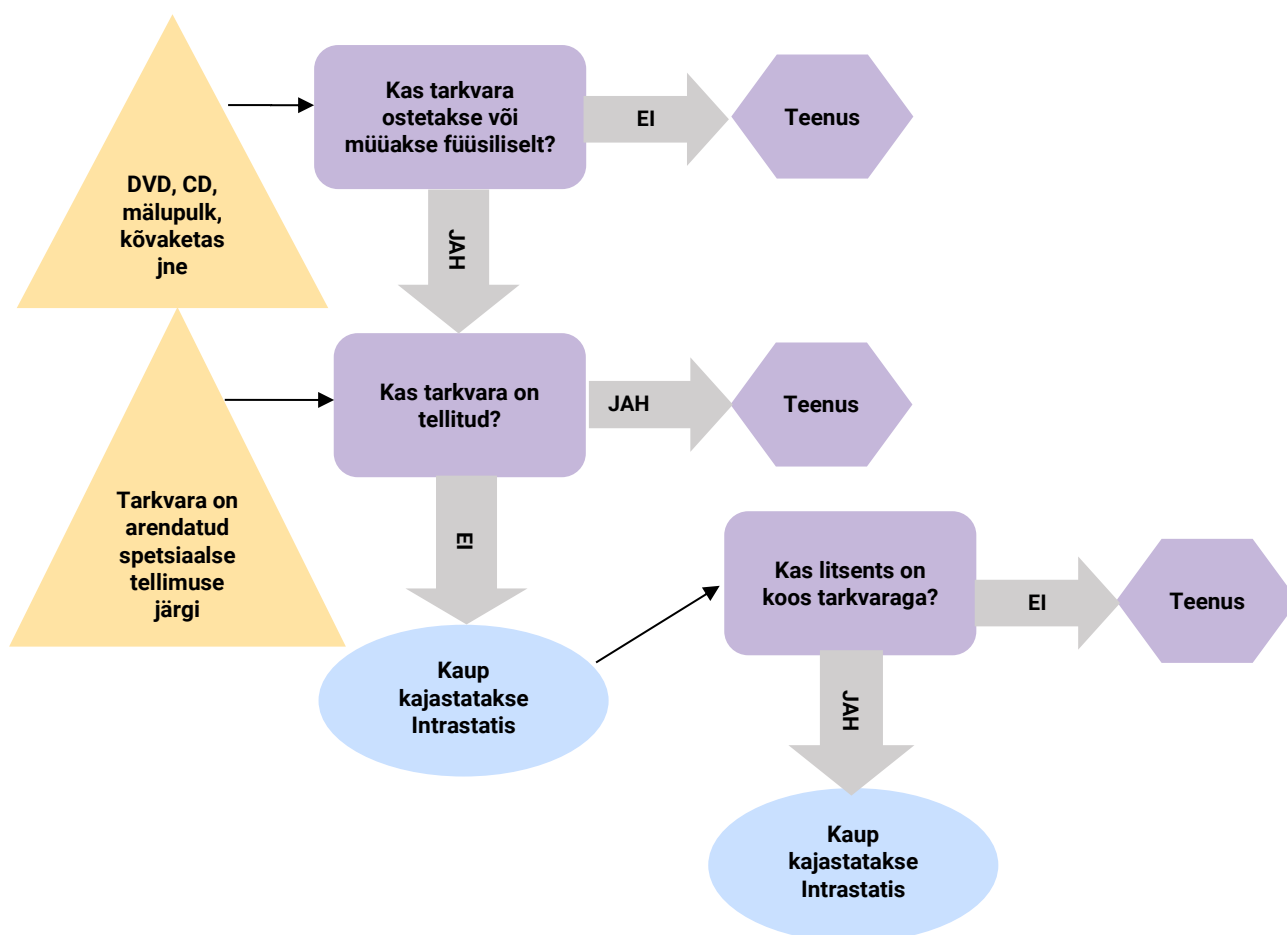 Kas tarkvara
ostetakse või
müüakse füüsiliselt?
EI
Teenus
DVD, CD,
mälupulk,
kõvaketas
jne
JAH
Kas tarkvara on
tellitud?
JAH
Teenus
Tarkvara on
arendatud
spetsiaalse
tellimuse
järgi
EI
Kas litsents on
koos tarkvaraga?
EI
Teenus
Kaup
kajastatakse
Intrastatis
JAH
Kaup
kajastatakse
Intrastatis